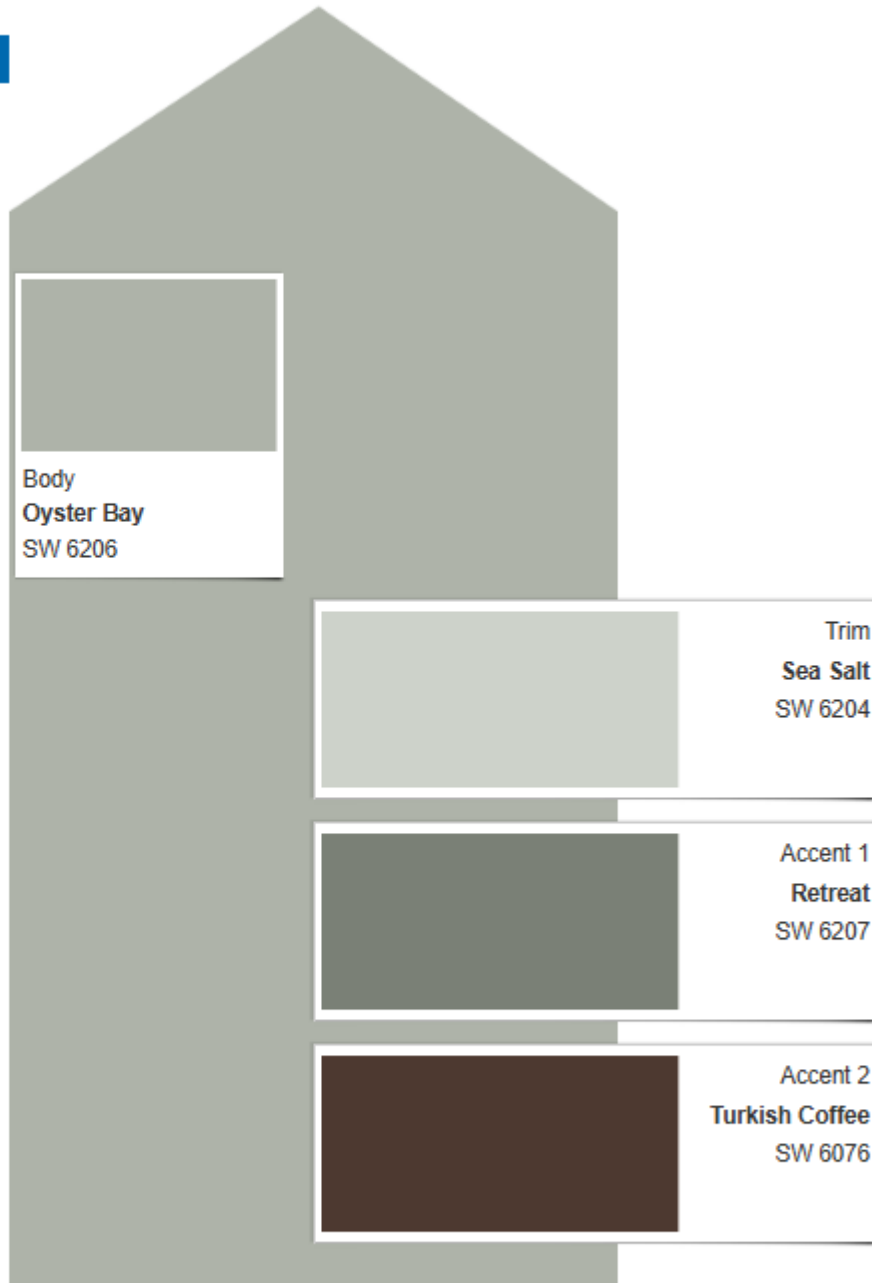 Body
Oyster Bay
SW 6206
Trim
Sea Salt
SW 6204
Accent 1
Retreat
SW 6207
Accent 2
Turkish Coffee
SW 6076